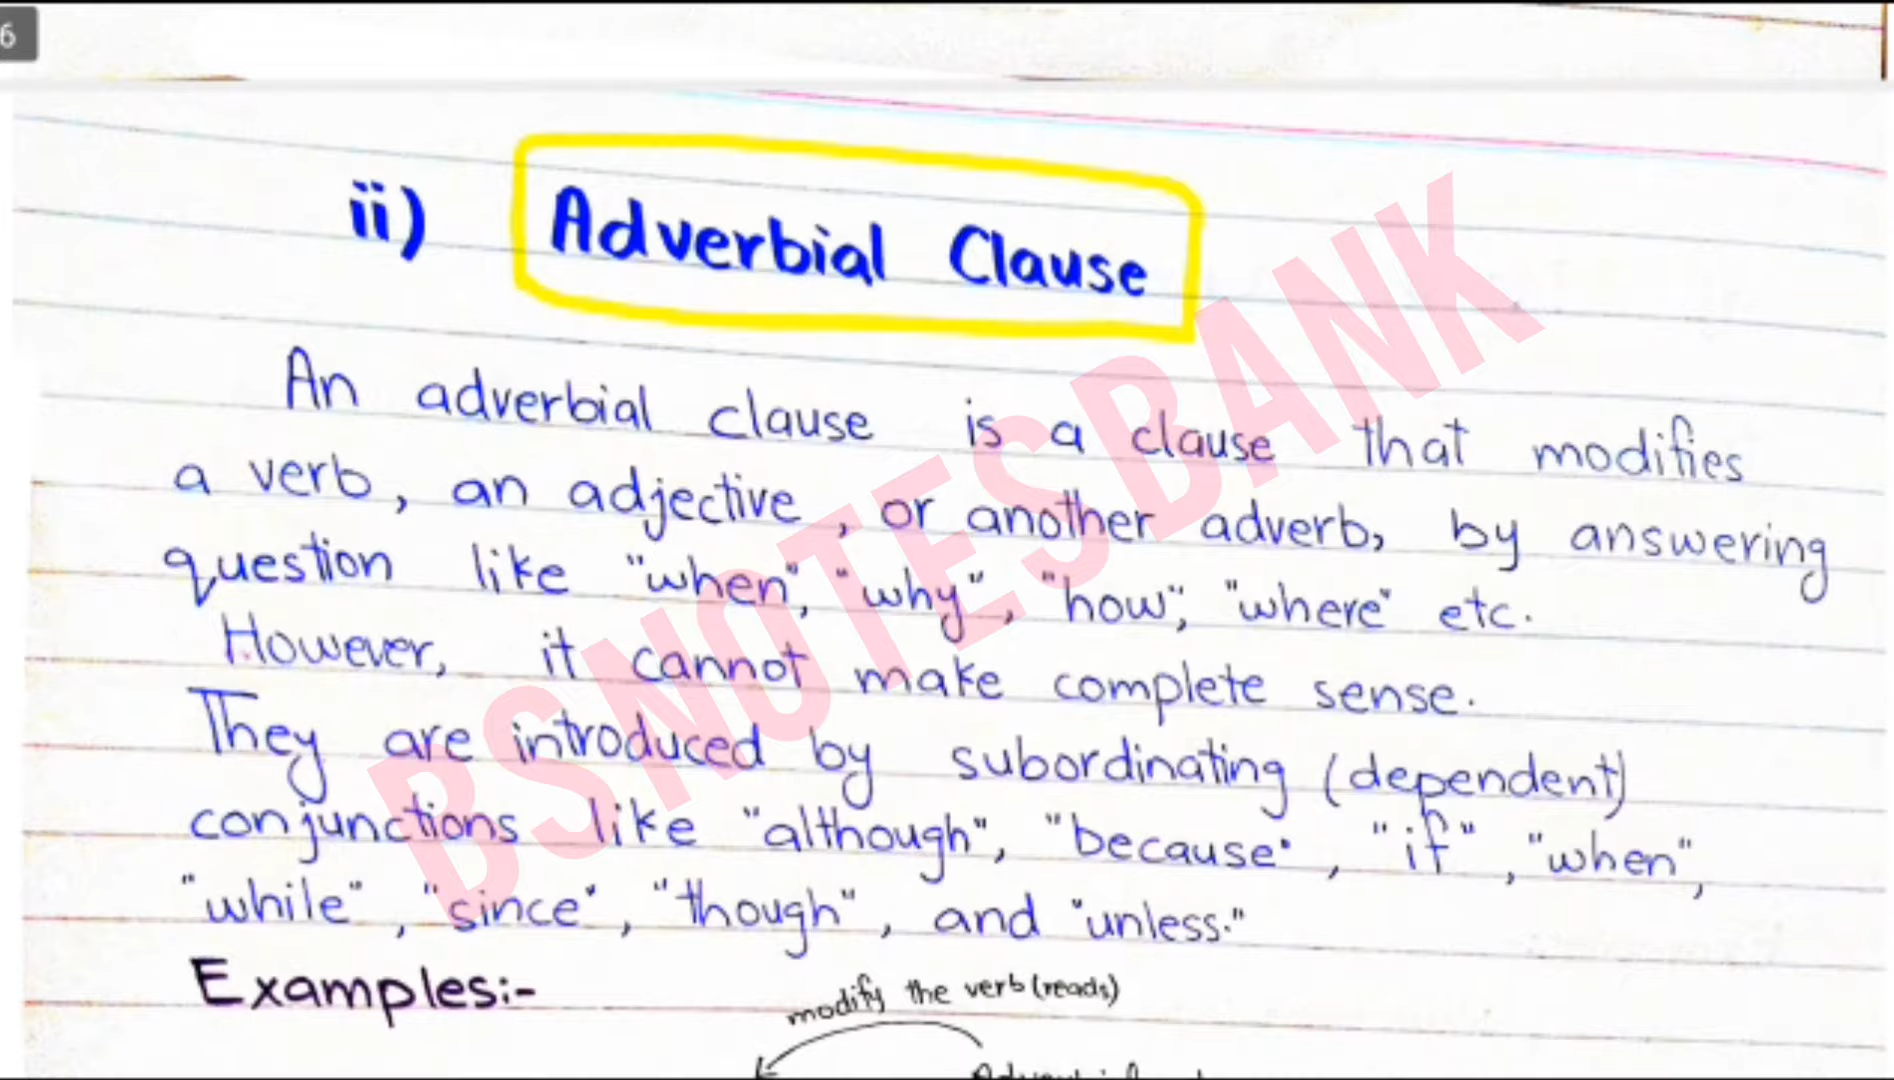 6
ii) Adverbial Clause
An adverbial clause is a clause that modifies
a verb, an adjective, or another adverb, by answering
question like "when", "why", "how", "where" etc.
However, it cannot make complete sense.
They are introduced by subordinating (dependent)
conjunctions like "although", "because", "if", "when",
"while", "since", "though", and "unless."
Examples:-
modify the verb (reads)
BSNOTESBANK